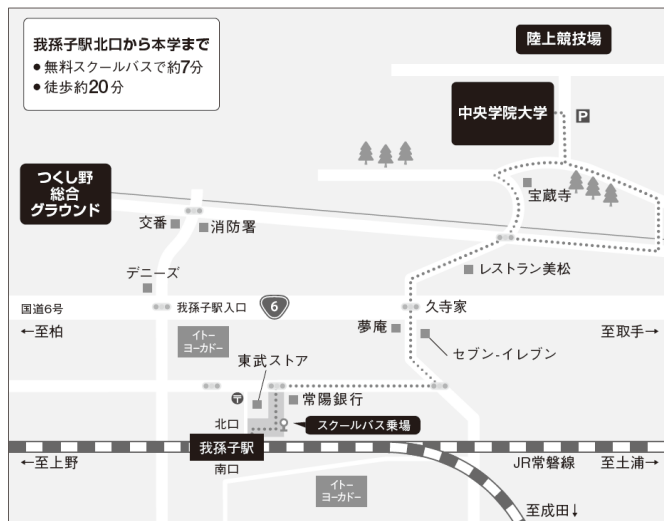 我孫子駅北口から本学まで
● 無料スクールバスで約7分
● 徒歩約20分
陸上競技場
中央学院大学
P
つくし野
総合
グラウンド
宝蔵寺
交番
消防署
レストラン美松
デニーズ
国道6号
我孫子駅入口
6
久寺家
←至柏
夢庵
至取手→
イトー
ヨーカドー
セブン-イレブン
東武ストア
〒
常陽銀行
北口
スクールバス乗場
我孫子駅
←至上野
南口
JR常磐線
至土浦→
イトー
ヨーカドー
至成田↓